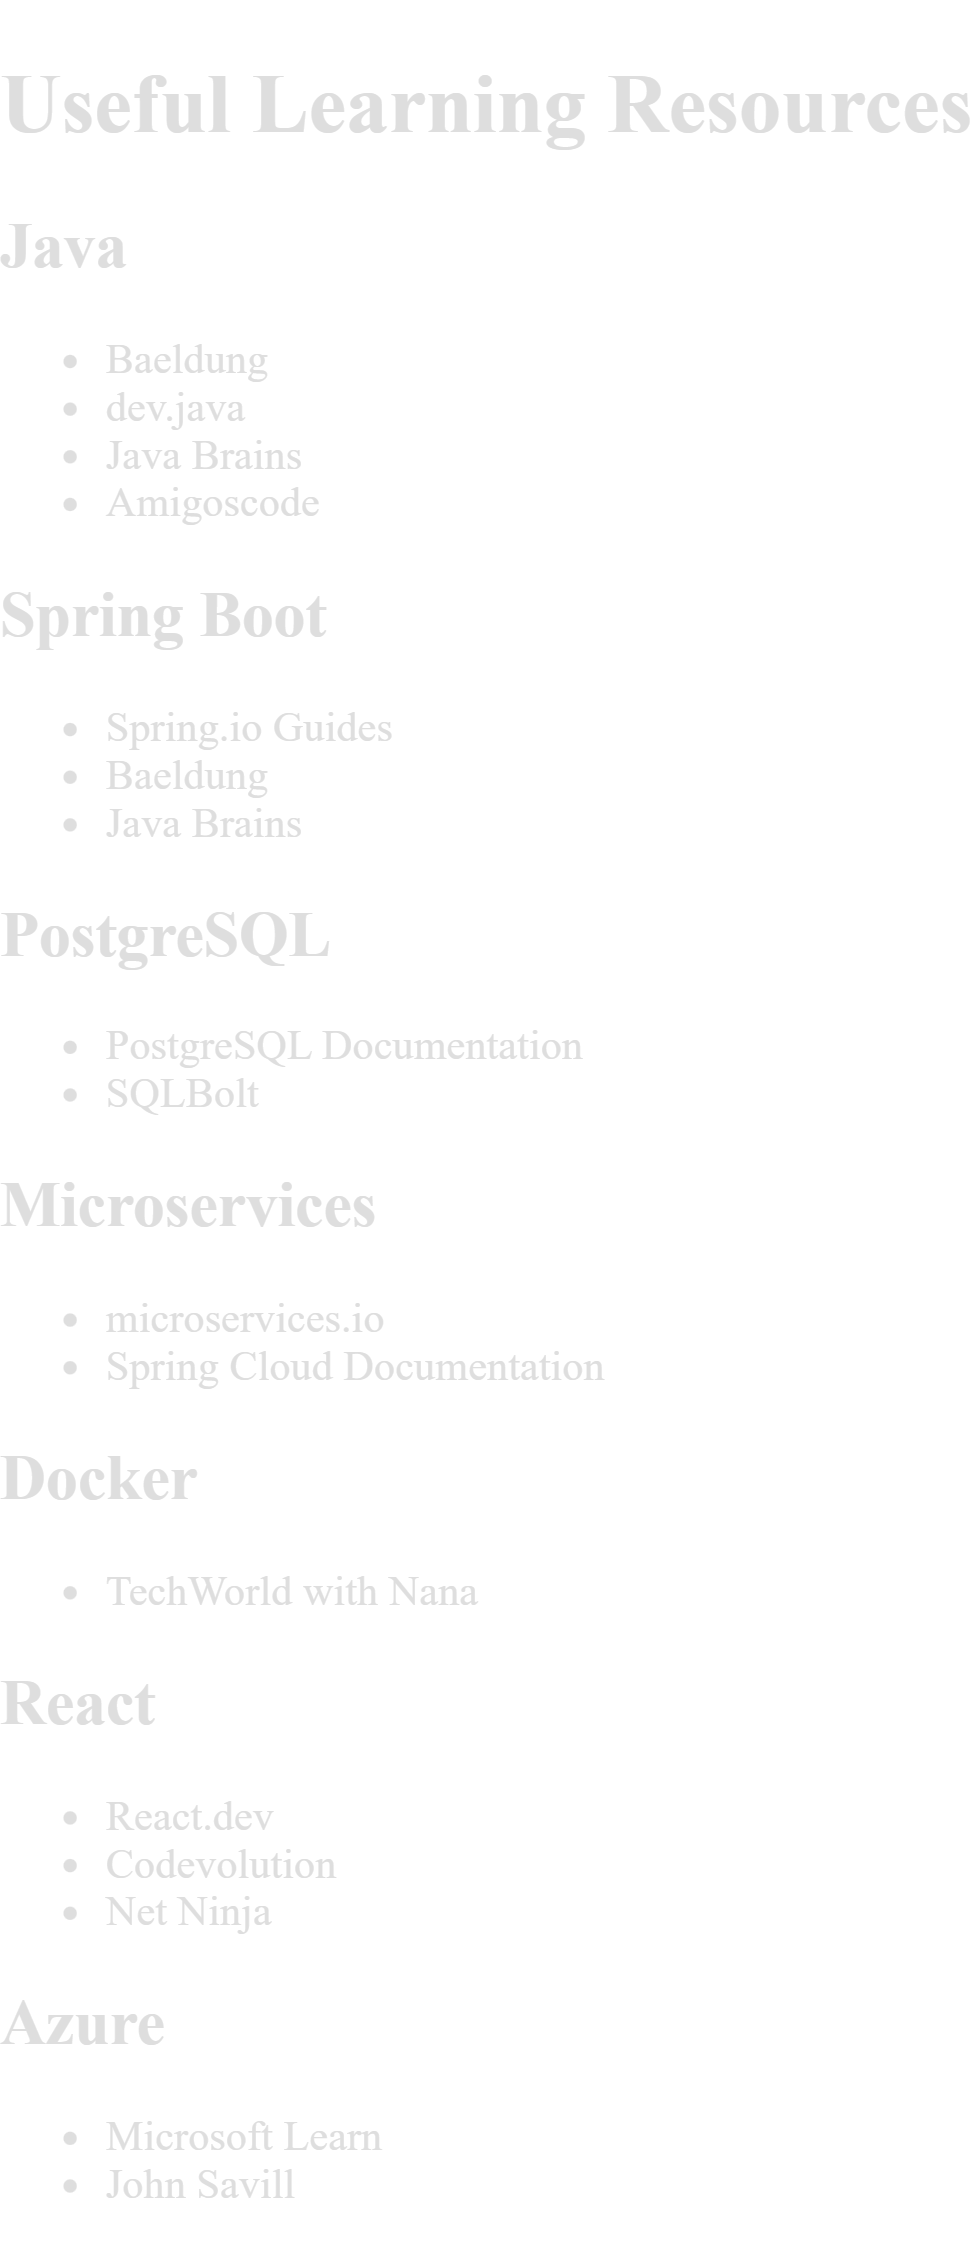 Useful Learning Resources
Java
• Baeldung
• dev.java
• Java Brains
• Amigoscode
Spring Boot
• Spring.io Guides
• Baeldung
• Java Brains
PostgreSQL
• PostgreSQL Documentation
• SQLBolt
Microservices
• microservices.io
• Spring Cloud Documentation
Docker
• TechWorld with Nana
React
• React.dev
• Codevolution
• Net Ninja
Azure
• Microsoft Learn
• John Savill